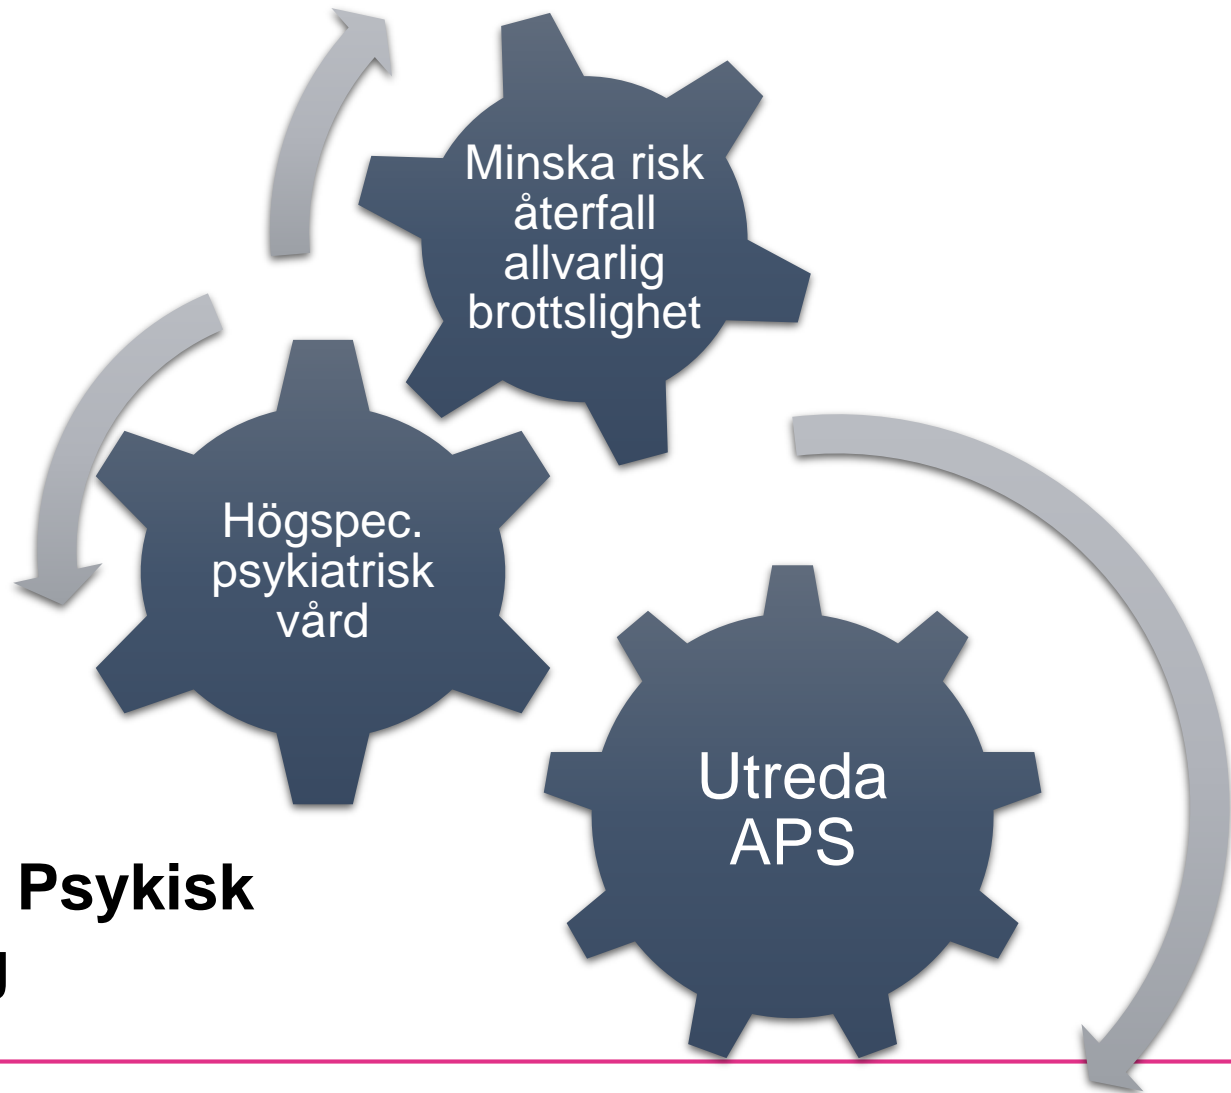 Minska risk
återfall
allvarlig
brottslighet
Högspec.
psykiatrisk
vård
Utreda
APS
Psykisk
g